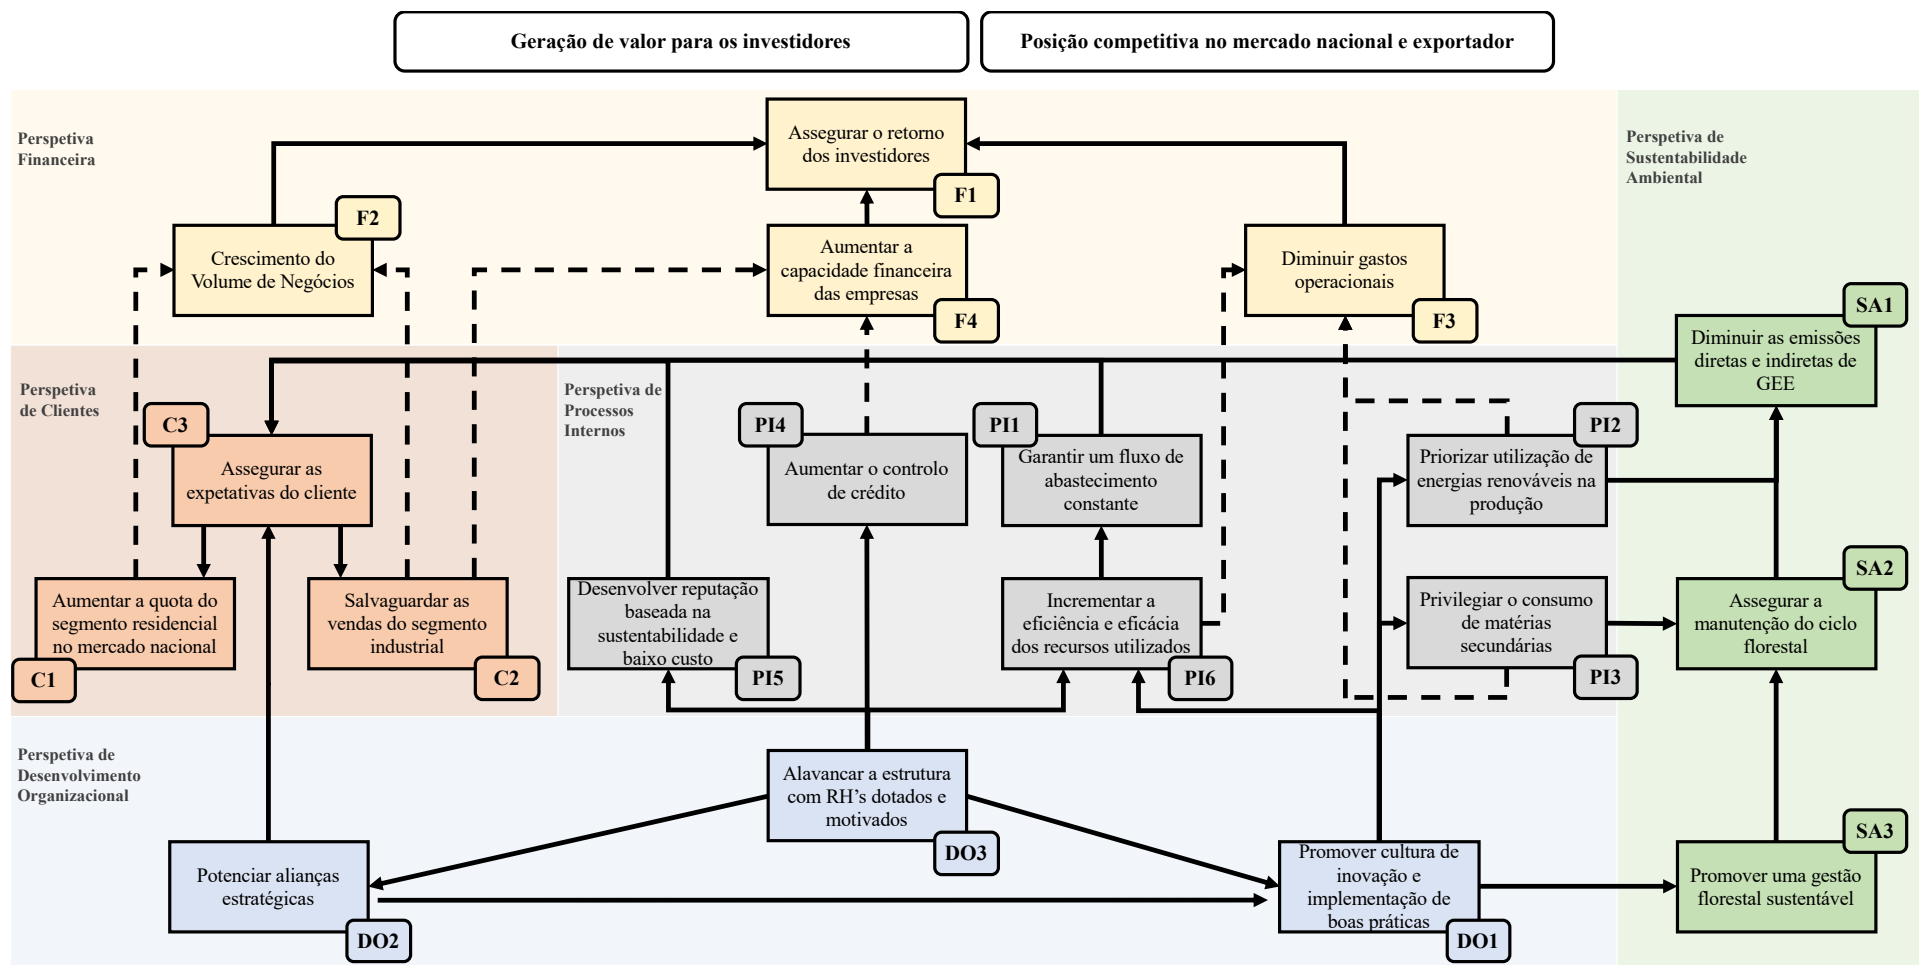 Geração de valor para os investidores
Posição competitiva no mercado nacional e exportador
Perspetiva
Financeira
Assegurar o retorno
dos investidores
F1
Perspetiva de
Sustentabilidade
Ambiental
F2
Crescimento do
Volume de Negócios
Aumentar a
capacidade financeira
das empresas
F4
Diminuir gastos
operacionais
F3
SA1
Diminuir as emissões
diretas e indiretas de
GEE
Perspetiva
de Clientes
C3
Assegurar as
expetativas do cliente
Perspetiva de
Processos
Internos
PI4
Aumentar o controlo
de crédito
PI1
Garantir um fluxo de
abastecimento
constante
PI2
Priorizar utilização de
energias renováveis na
produção
Aumentar a quota do
segmento residencial
no mercado nacional
C1
Salvaguardar as
vendas do segmento
industrial
C2
Desenvolver reputação
baseada na
sustentabilidade e
baixo custo
PI5
Incrementar a
eficiência e eficácia
dos recursos utilizados
PI6
Privilegiar o consumo
de matérias
secundárias
PI3
SA2
Assegurar a
manutenção do ciclo
florestal
Perspetiva de
Desenvolvimento
Organizacional
Alavancar a estrutura
com RH’s dotados e
motivados
DO3
Potenciar alianças
estratégicas
DO2
Promover cultura de
inovação e
implementação de
boas práticas
DO1
SA3
Promover uma gestão
florestal sustentável